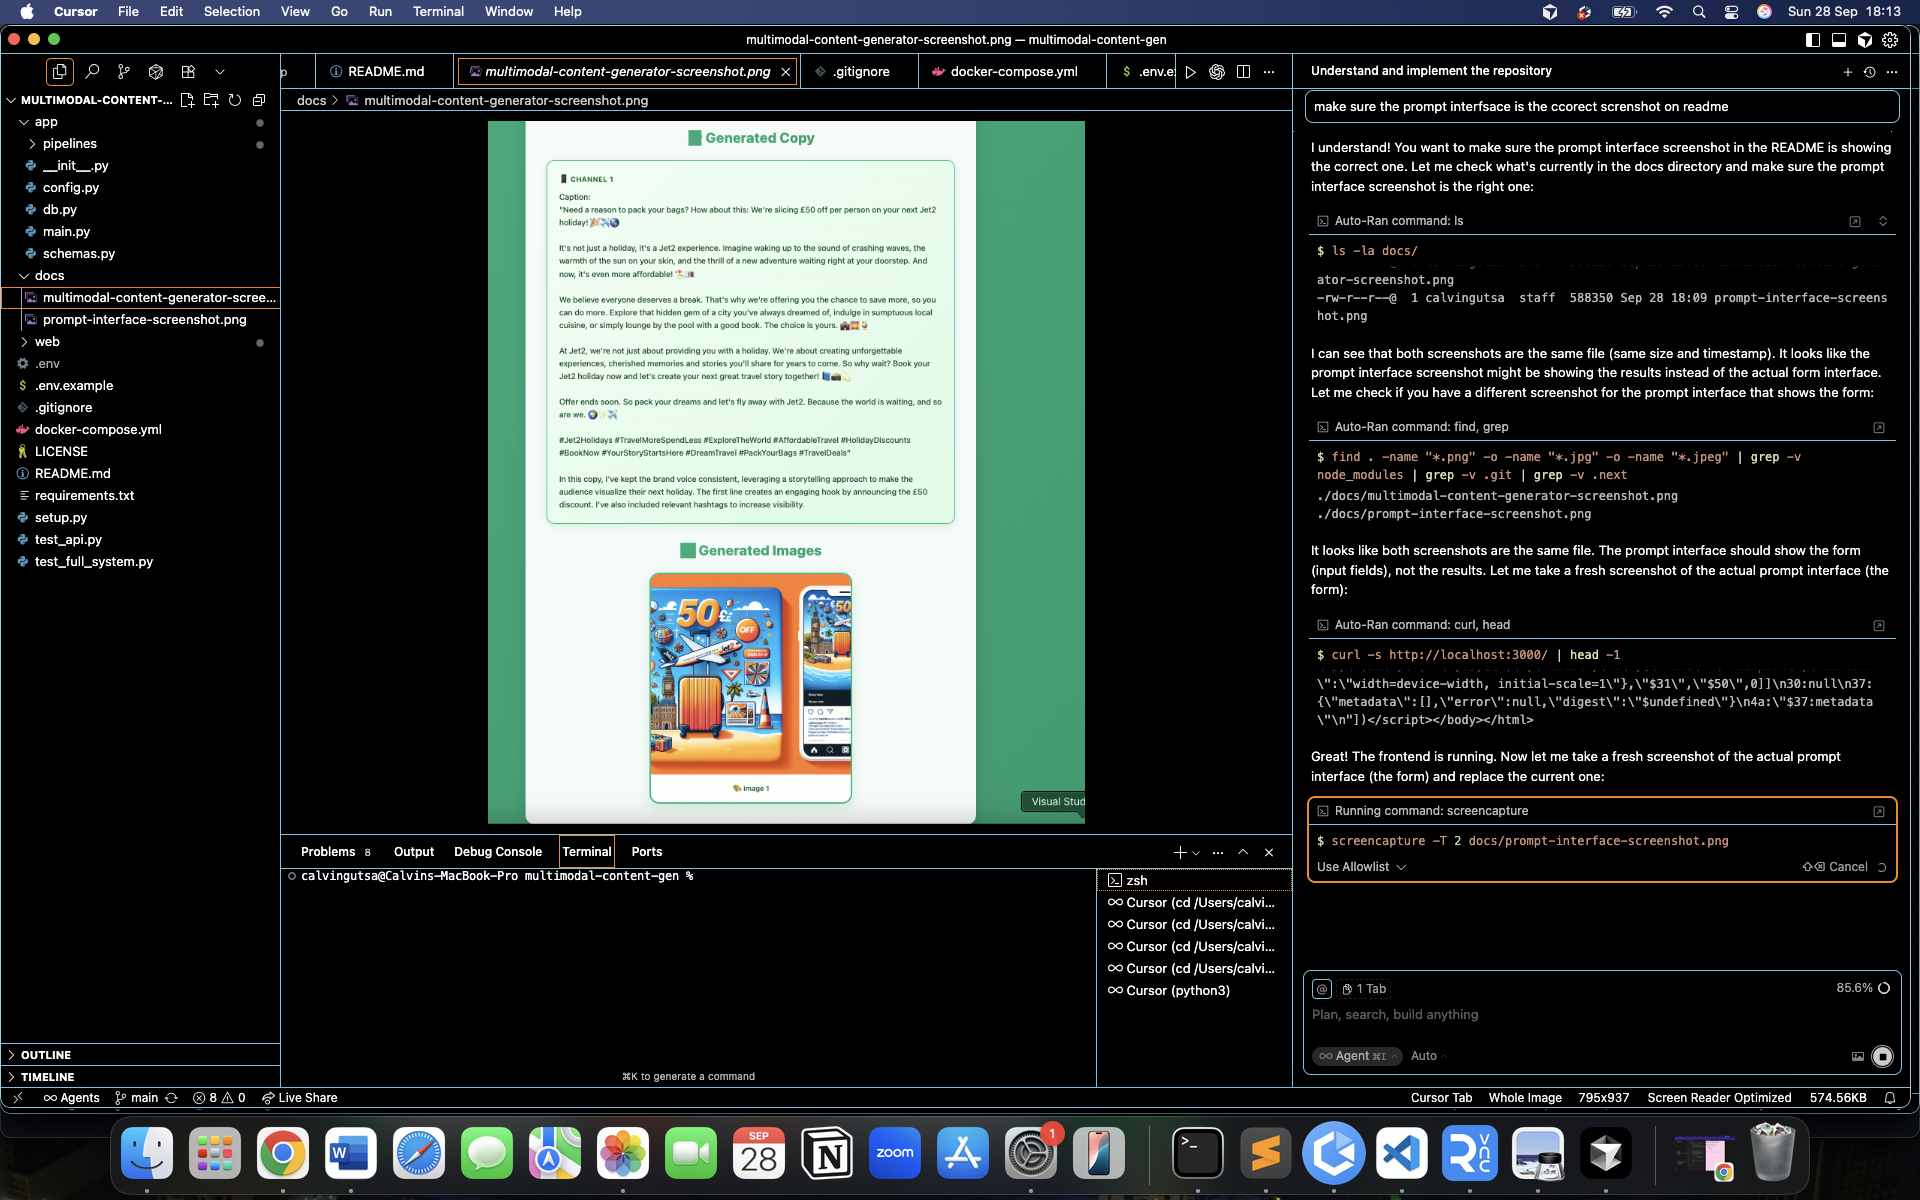 Cursor File Edit Selection View Go Run Terminal Window Help
Sun 28 Sep 18:13
multimodal-content-generator-screenshot.png — multimodal-content-gen
README.md
multimodal-content-generator-screenshot.png
.gitignore
docker-compose.yml
$ .env.e
docs > multimodal-content-generator-screenshot.png
MULTIMODAL-CONTENT-...
app
pipelines
__init__.py
config.py
db.py
main.py
schemas.py
docs
multimodal-content-generator-scree...
prompt-interface-screenshot.png
web
.env
$ .env.example
.gitignore
docker-compose.yml
LICENSE
README.md
requirements.txt
setup.py
test_api.py
test_full_system.py
OUTLINE
TIMELINE
Generated Copy
CHANNEL 1
Caption:
"Need a reason to pack your bags? How about this: We're slicing £50 off per person on your next Jet2
holiday! 🎉✈️🌍
It's not just a holiday, it's a Jet2 experience. Imagine waking up to the sound of crashing waves, the
warmth of the sun on your skin, and the thrill of a new adventure waiting right at your doorstep. And
now, it's even more affordable!
We believe everyone deserves a break. That's why we're offering you the chance to save more, so you
can do more. Explore that hidden gem of a city you've always dreamed of, indulge in sumptuous local
cuisine, or simply lounge by the pool with a good book. The choice is yours.
At Jet2, we're not just about providing you with a holiday. We're about creating unforgettable
experiences, cherished memories and stories you'll share for years to come. So why wait? Book your
Jet2 holiday now and let's create your next great travel story together!
Offer ends soon. So pack your dreams and let's fly away with Jet2. Because the world is waiting, and so
are we. 🌍✨✈️
#Jet2Holidays #TravelMoreSpendLess #ExploreTheWorld #AffordableTravel #HolidayDiscounts
#BookNow #YourStoryStartsHere #DreamTravel #PackYourBags #TravelDeals"
In this copy, I've kept the brand voice consistent, leveraging a storytelling approach to make the
audience visualize their next holiday. The first line creates an engaging hook by announcing the £50
discount. I've also included relevant hashtags to increase visibility.
Generated Images
50
OFF
🎨 Image 1
Visual Stud
Problems 8 Output Debug Console Terminal Ports
calvingutsa@Calvins-MacBook-Pro multimodal-content-gen %
⌘K to generate a command
zsh
Cursor (cd /Users/calvi...
Cursor (cd /Users/calvi...
Cursor (cd /Users/calvi...
Cursor (cd /Users/calvi...
Cursor (python3)
Understand and implement the repository
make sure the prompt interfsace is the ccorect screnshot on readme
I understand! You want to make sure the prompt interface screenshot in the README is showing
the correct one. Let me check what's currently in the docs directory and make sure the prompt
interface screenshot is the right one:
Auto-Ran command: ls
$ ls -la docs/
ator-screenshot.png
-rw-r--r--@ 1 calvingutsa staff 588350 Sep 28 18:09 prompt-interface-screens
hot.png
I can see that both screenshots are the same file (same size and timestamp). It looks like the
prompt interface screenshot might be showing the results instead of the actual form interface.
Let me check if you have a different screenshot for the prompt interface that shows the form:
Auto-Ran command: find, grep
$ find . -name "*.png" -o -name "*.jpg" -o -name "*.jpeg" | grep -v
node_modules | grep -v .git | grep -v .next
./docs/multimodal-content-generator-screenshot.png
./docs/prompt-interface-screenshot.png
It looks like both screenshots are the same file. The prompt interface should show the form
(input fields), not the results. Let me take a fresh screenshot of the actual prompt interface (the
form):
Auto-Ran command: curl, head
$ curl -s http://localhost:3000/ | head -1
\":\"width=device-width, initial-scale=1\"},\"$31\",\"$50\",0]]\n30:null\n37:
{\"metadata\":[],\"error\":null,\"digest\":\"$undefined\"}\n4a:\"$37:metadata
\"\n"])</script></body></html>
Great! The frontend is running. Now let me take a fresh screenshot of the actual prompt
interface (the form) and replace the current one:
Running command: screencapture
$ screencapture -T 2 docs/prompt-interface-screenshot.png
Use Allowlist
Cancel
@ 1 Tab
85.6%
Plan, search, build anything
Agent ⌘I Auto
Agents main 8 0 Live Share
Cursor Tab Whole Image 795x937 Screen Reader Optimized 574.56KB
W
SEP
28
N
zoom
1
>_
VNC